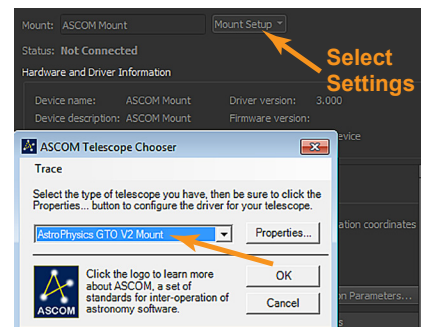 Mount: ASCOM Mount Mount Setup
Status: Not Connected
Select
Settings
Hardware and Driver Information
Device name: ASCOM Mount Driver version: 3.000
Device description: ASCOM Mount Firmware version:
evice
ASCOM Telescope Chooser
Trace
Select the type of telescope you have, then be sure to click the
Properties... button to configure the driver for your telescope.
AstroPhysics GTO V2 Mount Properties...
ation coordinates
Click the logo to learn more
about ASCOM, a set of
standards for inter-operation of
astronomy software.
ASCOM
OK
Cancel
on Parameters...